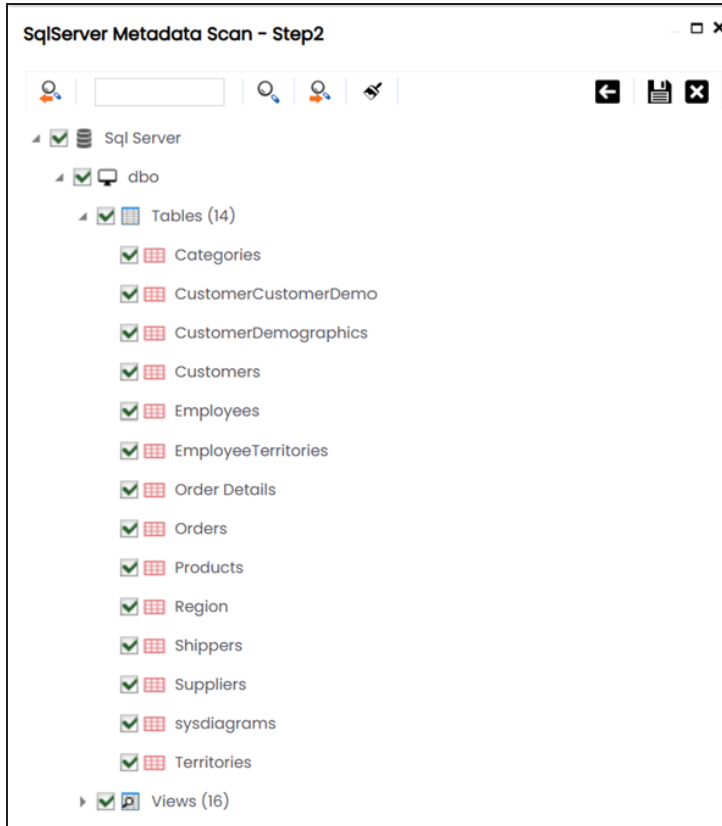 SqlServer Metadata Scan - Step2
Sql Server
dbo
Tables (14)
Categories
CustomerCustomerDemo
CustomerDemographics
Customers
Employees
EmployeeTerritories
Order Details
Orders
Products
Region
Shippers
Suppliers
sysdiagrams
Territories
Views (16)